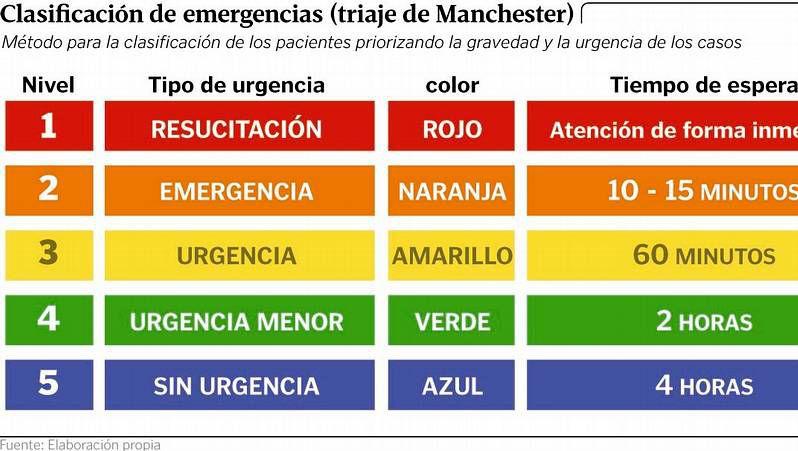 Clasificación de emergencias (triaje de Manchester)
Método para la clasificación de los pacientes priorizando la gravedad y la urgencia de los casos
Nivel Tipo de urgencia color Tiempo de espera
1 RESUCITACIÓN ROJO Atención de forma inme
2 EMERGENCIA NARANJA 10 - 15 MINUTOS
3 URGENCIA AMARILLO 60 MINUTOS
4 URGENCIA MENOR VERDE 2 HORAS
5 SIN URGENCIA AZUL 4 HORAS
Fuente: Elaboración propia